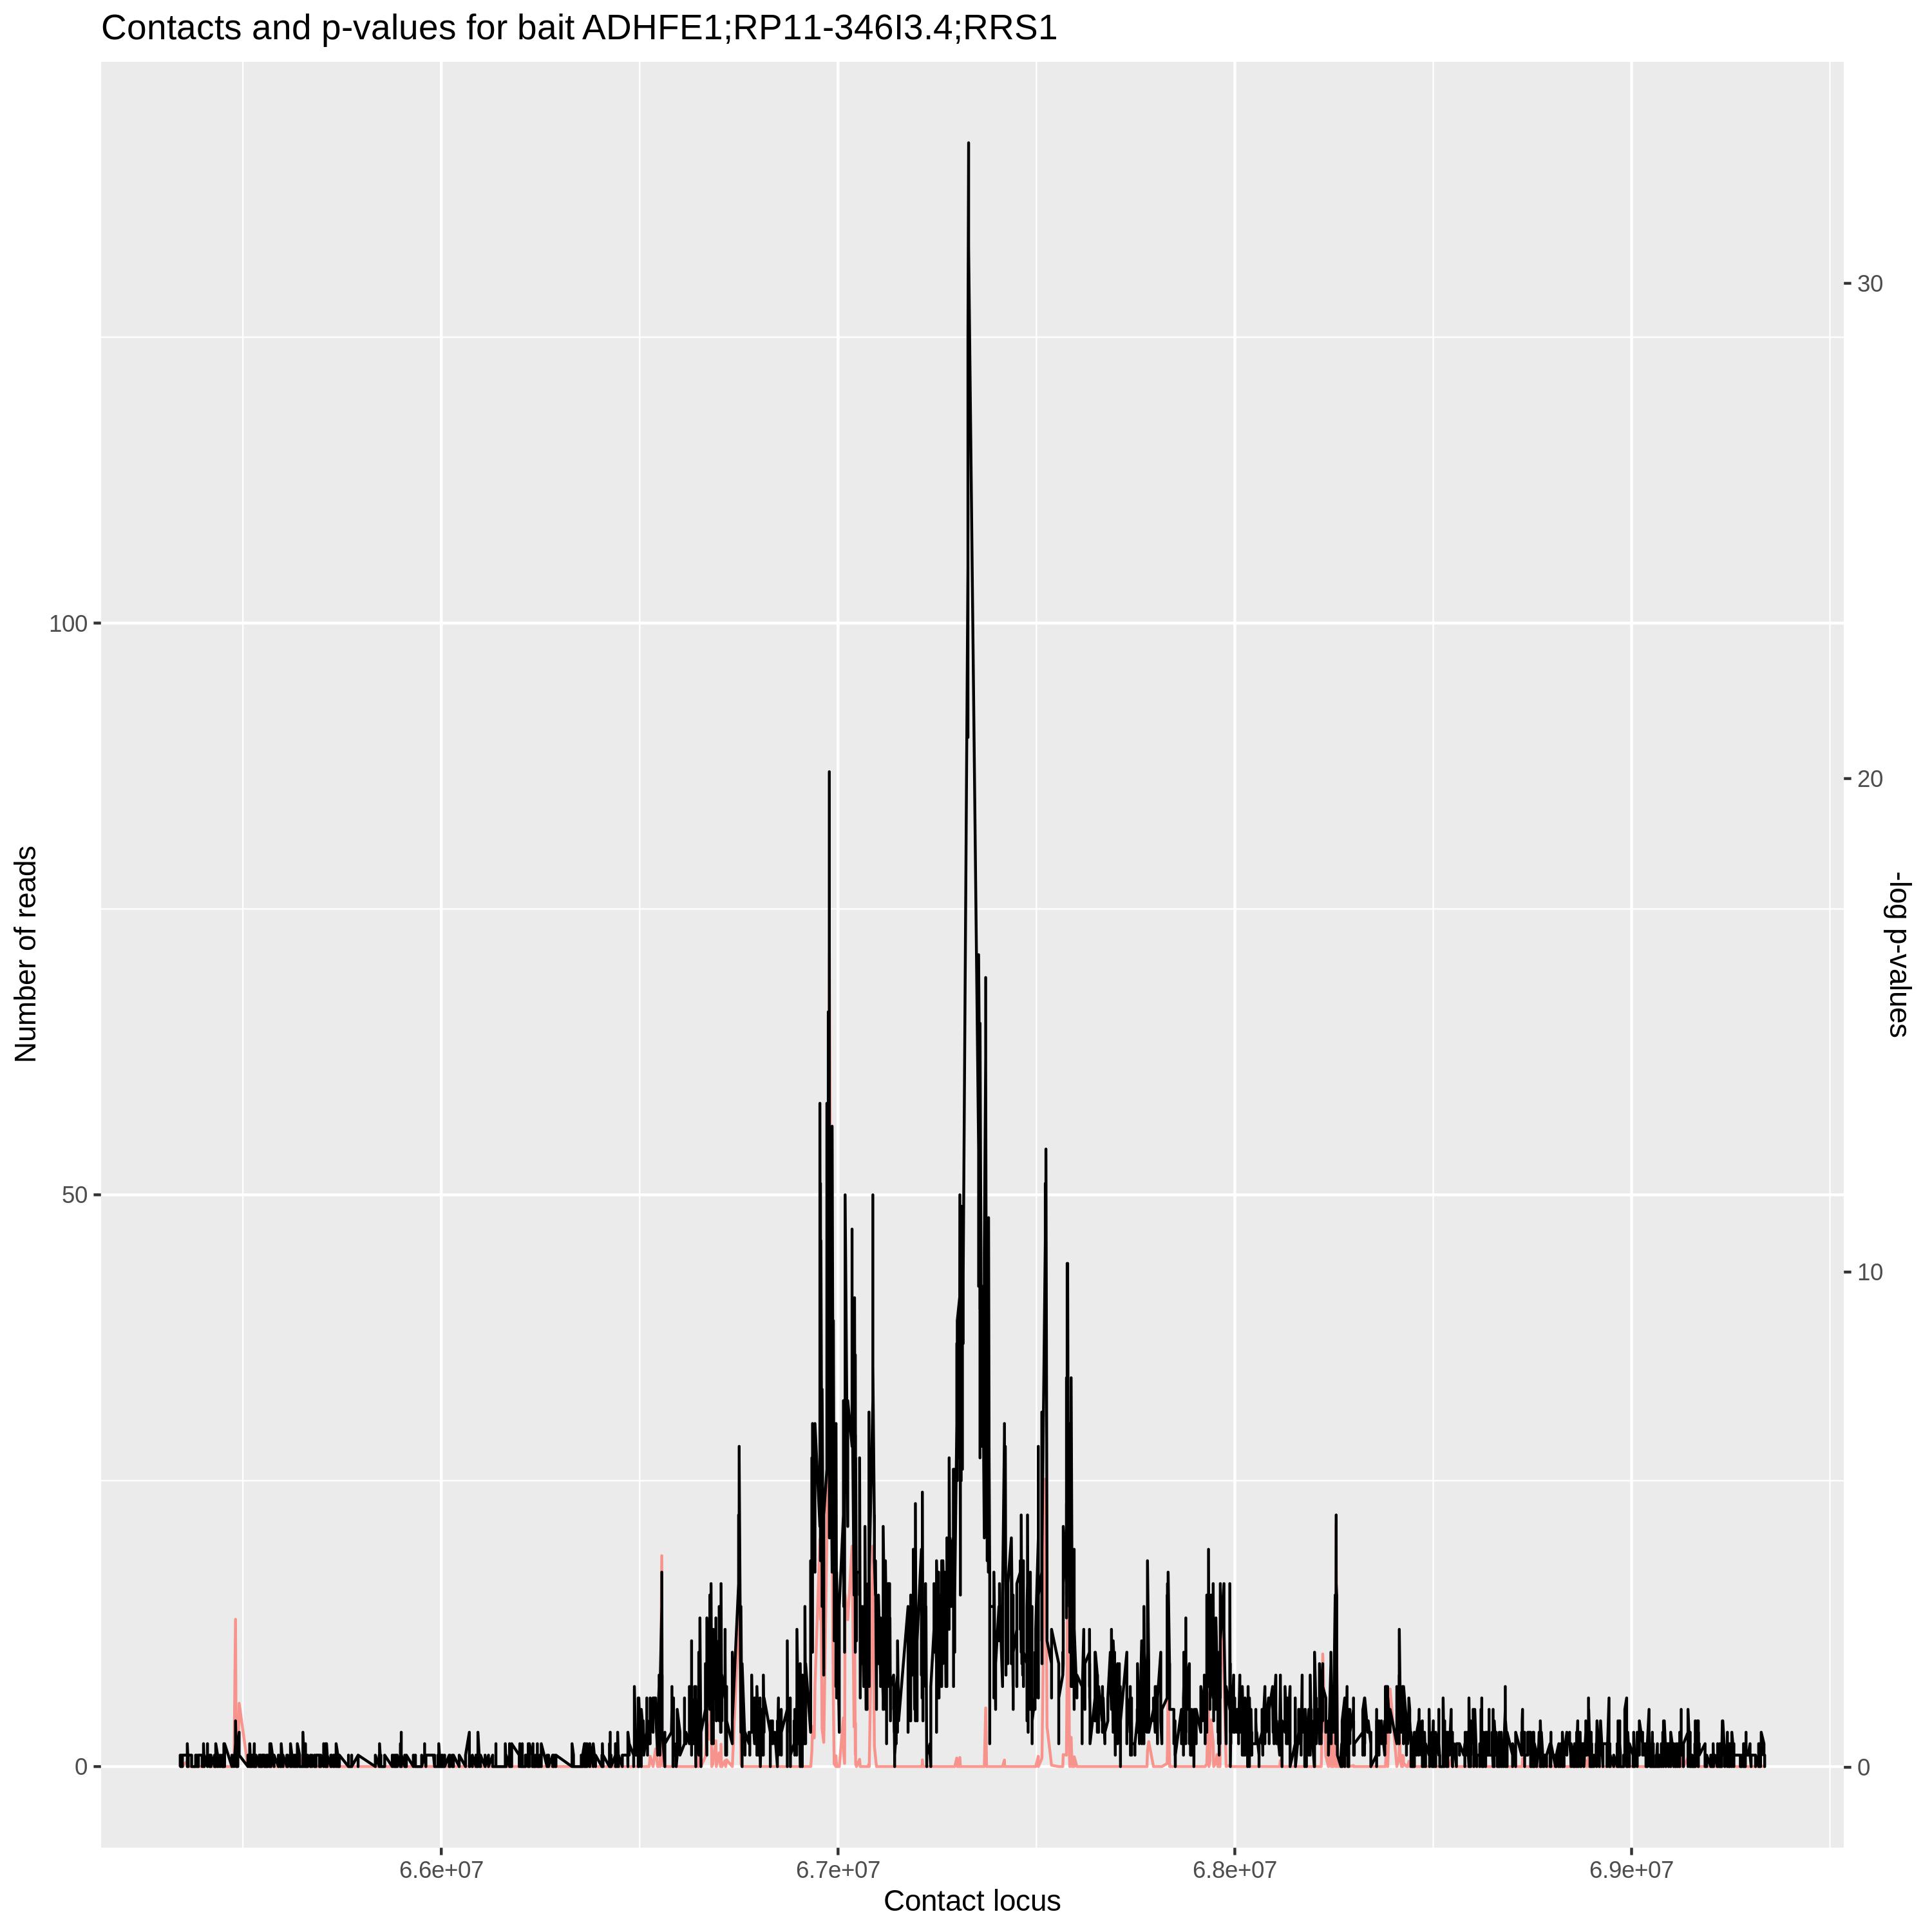 Contacts and p-values for bait ADHFE1;RP11-346I3.4;RRS1
Number of reads
100
50
0
30
20
10
0
-log p-values
6.6e+07
6.7e+07
6.8e+07
6.9e+07
Contact locus